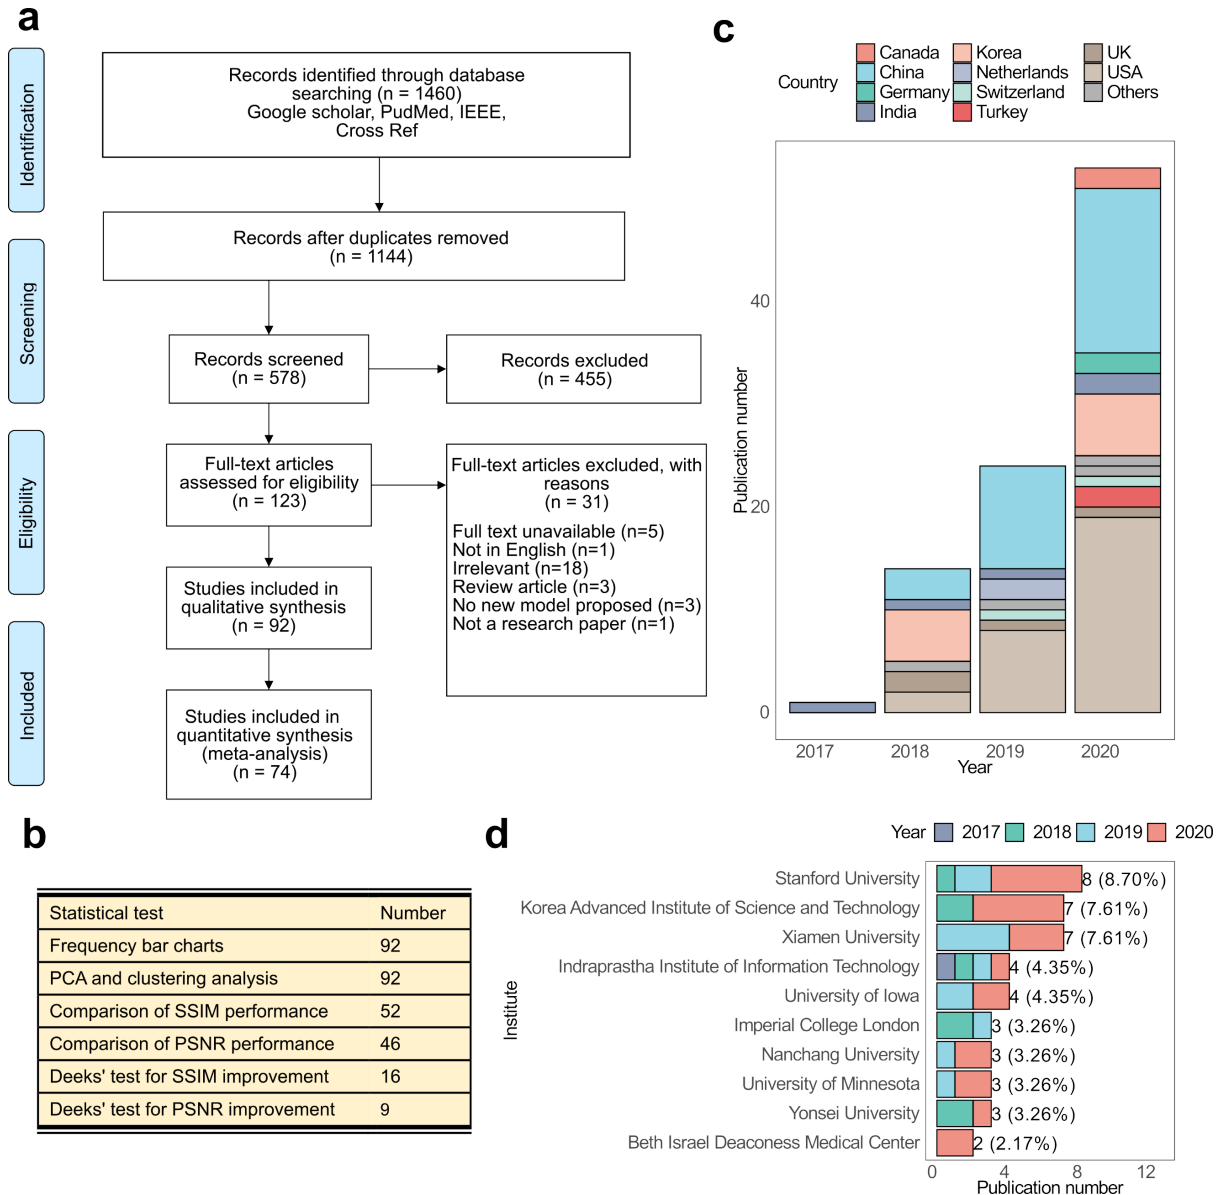 a
Identification
Records identified through database
searching (n = 1460)
Google scholar, PudMed, IEEE,
Cross Ref
Records after duplicates removed
(n = 1144)
Screening
Records screened
(n = 578)
Records excluded
(n = 455)
Eligibility
Full-text articles
assessed for eligibility
(n = 123)
Full-text articles excluded, with
reasons
(n = 31)
Full text unavailable (n=5)
Not in English (n=1)
Irrelevant (n=18)
Review article (n=3)
No new model proposed (n=3)
Not a research paper (n=1)
Studies included in
qualitative synthesis
(n = 92)
Included
Studies included in
quantitative synthesis
(meta-analysis)
(n = 74)
b
Statistical test Number
Frequency bar charts 92
PCA and clustering analysis 92
Comparison of SSIM performance 52
Comparison of PSNR performance 46
Deeks' test for SSIM improvement 16
Deeks' test for PSNR improvement 9
c
Country
Canada Korea UK
China Netherlands USA
Germany Switzerland Others
India Turkey
Publication number
40
20
0
2017 2018 2019 2020
Year
d
Year 2017 2018 2019 2020
Institute
Stanford University 8 (8.70%)
Korea Advanced Institute of Science and Technology 7 (7.61%)
Xiamen University 7 (7.61%)
Indraprastha Institute of Information Technology 4 (4.35%)
University of Iowa 4 (4.35%)
Imperial College London 3 (3.26%)
Nanchang University 3 (3.26%)
University of Minnesota 3 (3.26%)
Yonsei University 3 (3.26%)
Beth Israel Deaconess Medical Center 2 (2.17%)
0 4 8 12
Publication number